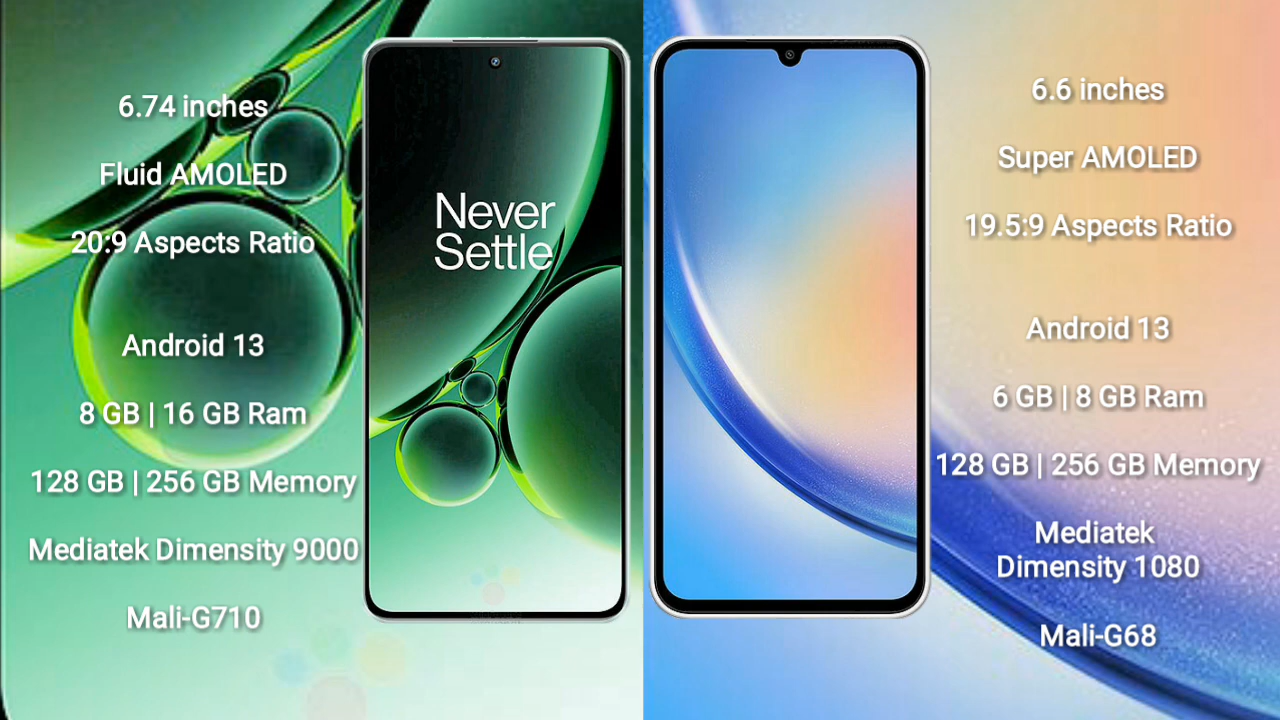 6.74 inches
Fluid AMOLED
20:9 Aspects Ratio
Android 13
8 GB | 16 GB Ram
128 GB | 256 GB Memory
Mediatek Dimensity 9000
Mali-G710
Never
Settle
6.6 inches
Super AMOLED
19.5:9 Aspects Ratio
Android 13
6 GB | 8 GB Ram
128 GB | 256 GB Memory
Mediatek
Dimensity 1080
Mali-G68